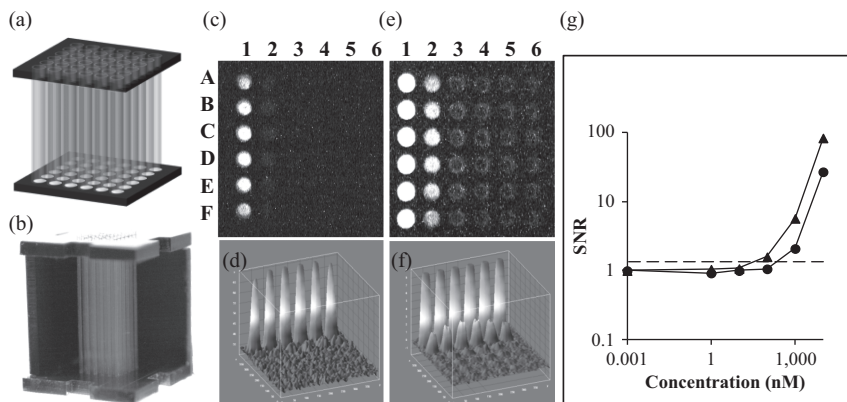 (a)
(b)
(c)
1 2 3 4 5 6
A
B
C
D
E
F
(d)
(e)
1 2 3 4 5 6
(f)
(g)
100
10
1
0.1
SNR
0.001 1 1,000
Concentration (nM)